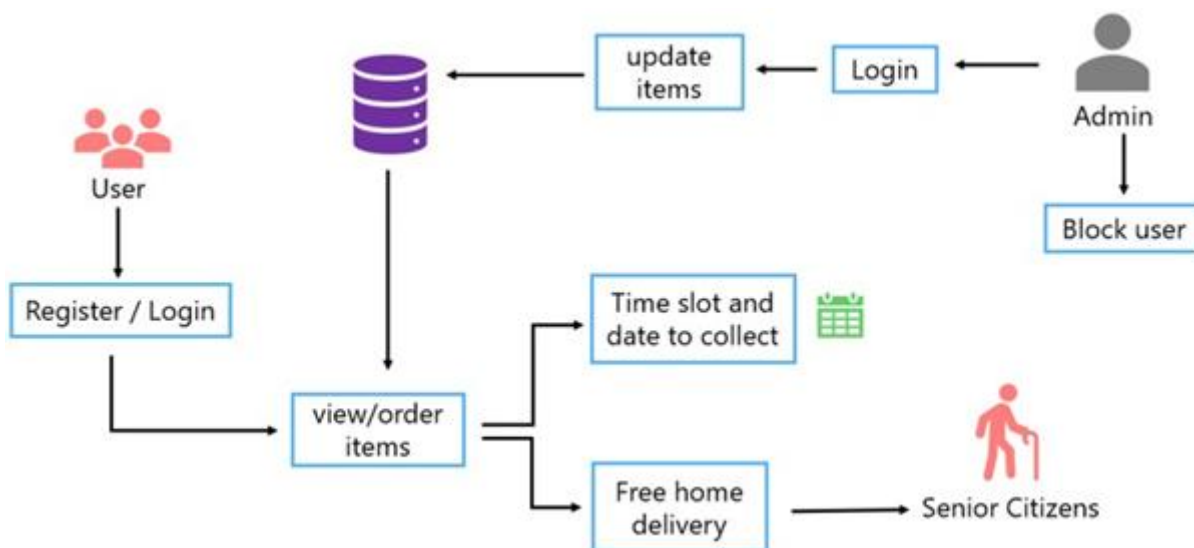 update
items
Login
Admin
User
Block user
Register / Login
Time slot and
date to collect
view/order
items
Free home
delivery
Senior Citizens